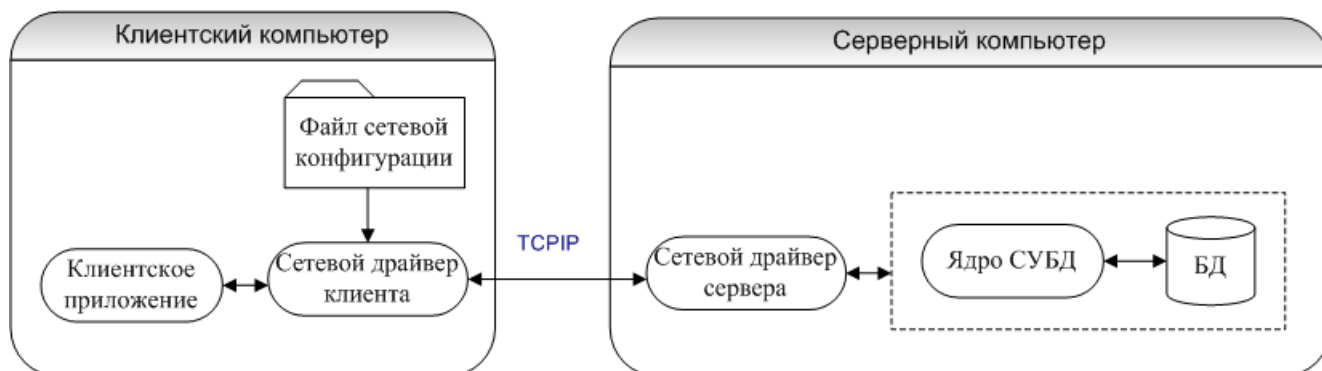 Клиентский компьютер
Серверный компьютер
Файл сетевой
конфигурации
TCPIP
Клиентское
приложение
Сетевой драйвер
клиента
Сетевой драйвер
сервера
Ядро СУБД
БД